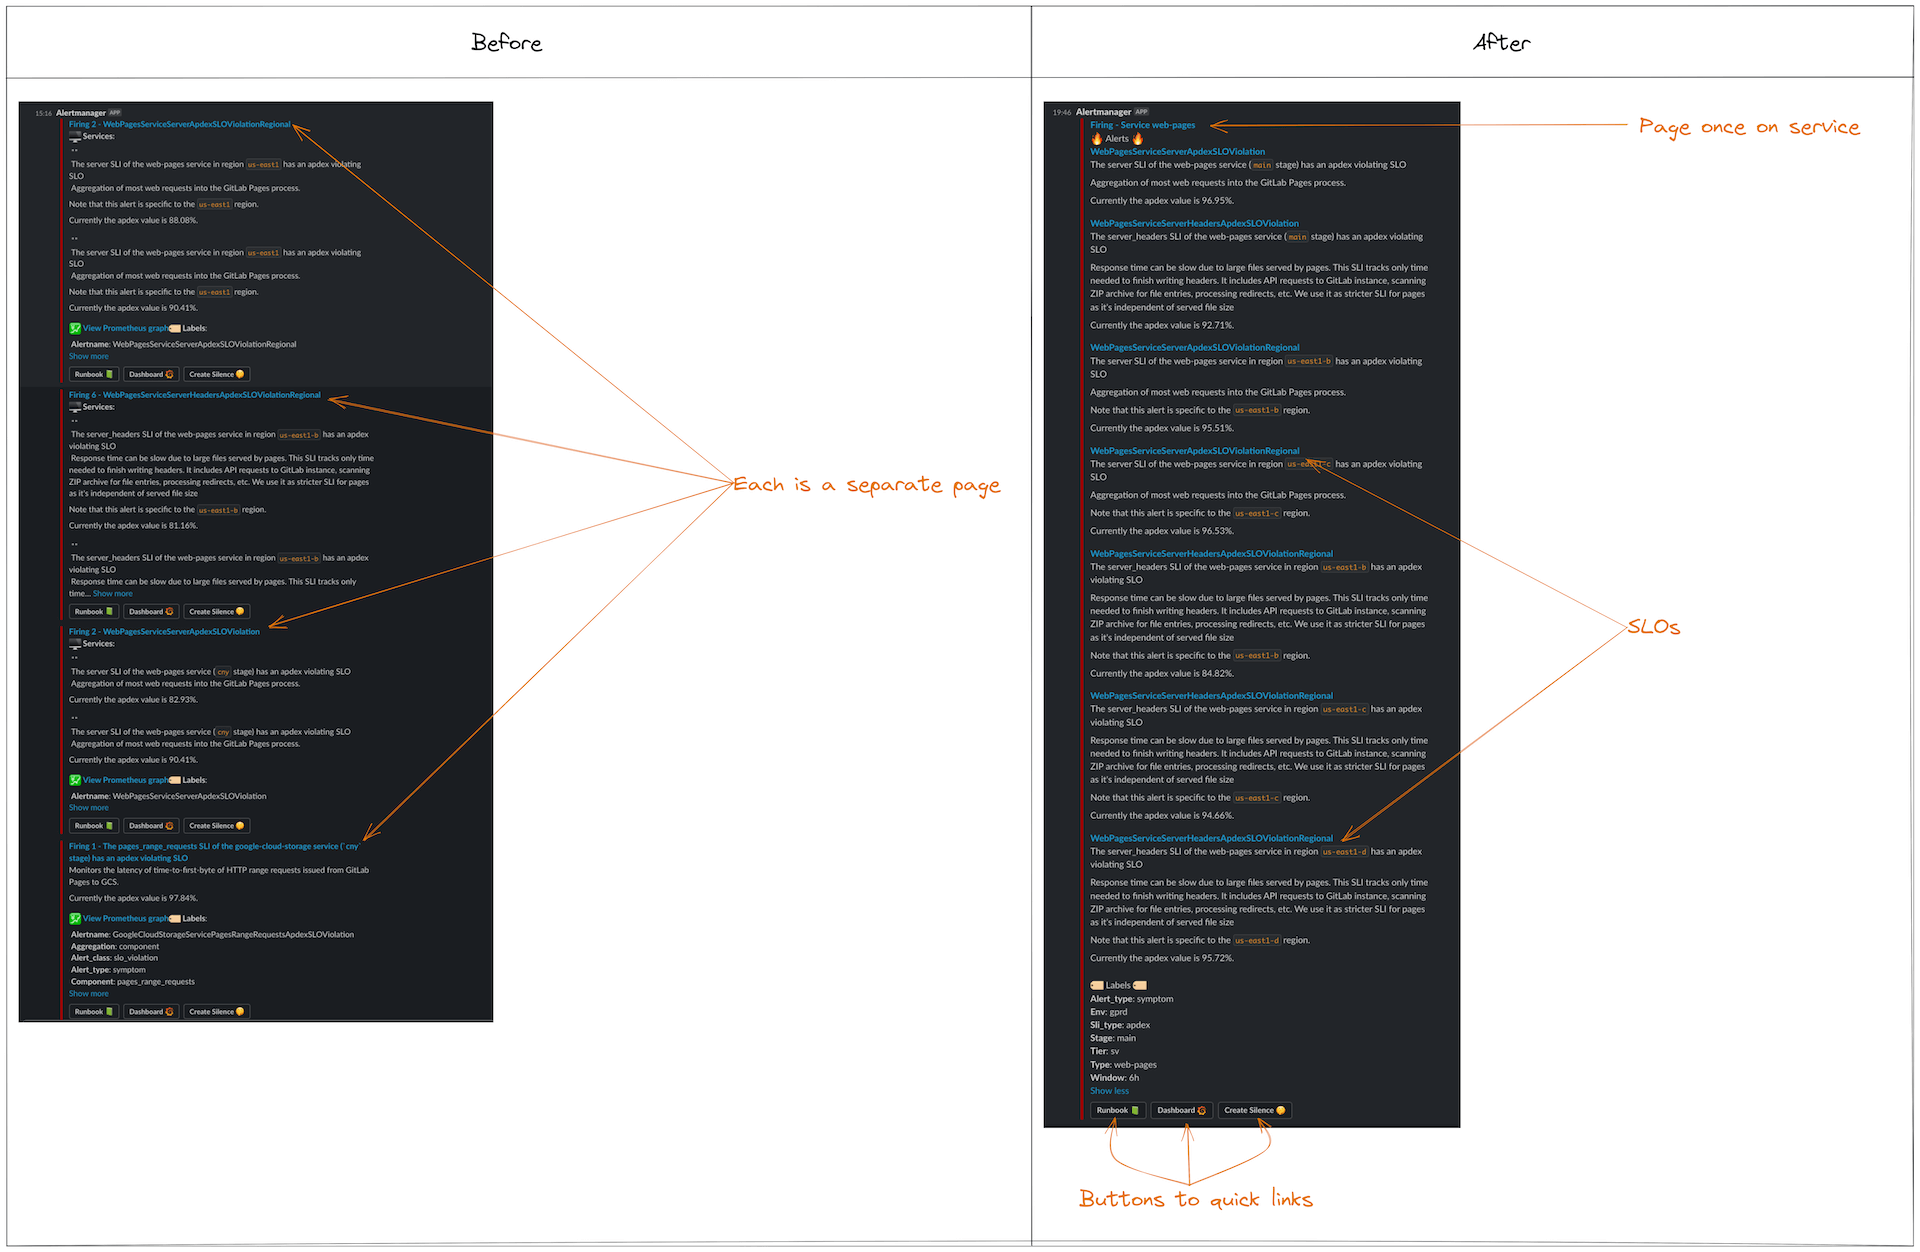 Before
After
15:16 Alertmanager APP
Firing 2 - WebPagesServiceServerApdexSLOViolationRegional
Services:
""
The server SLI of the web-pages service in region us-east1 has an apdex violating
SLO
Aggregation of most web requests into the GitLab Pages process.
Note that this alert is specific to the us-east1 region.
Currently the apdex value is 88.08%.
""
The server SLI of the web-pages service in region us-east1 has an apdex violating
SLO
Aggregation of most web requests into the GitLab Pages process.
Note that this alert is specific to the us-east1 region.
Currently the apdex value is 90.41%.
View Prometheus graph Labels:
Alertname: WebPagesServiceServerApdexSLOViolationRegional
Show more
Runbook Dashboard Create Silence
Firing 6 - WebPagesServiceServerHeadersApdexSLOViolationRegional
Services:
""
The server_headers SLI of the web-pages service in region us-east1-b has an apdex
violating SLO
Response time can be slow due to large files served by pages. This SLI tracks only time
needed to finish writing headers. It includes API requests to GitLab instance, scanning
ZIP archive for file entries, processing redirects, etc. We use it as stricter SLI for pages
as it's independent of served file size
Note that this alert is specific to the us-east1-b region.
Currently the apdex value is 81.16%.
""
The server_headers SLI of the web-pages service in region us-east1-b has an apdex
violating SLO
Response time can be slow due to large files served by pages. This SLI tracks only
time... Show more
Runbook Dashboard Create Silence
Firing 2 - WebPagesServiceServerApdexSLOViolation
Services:
""
The server SLI of the web-pages service (cny stage) has an apdex violating SLO
Aggregation of most web requests into the GitLab Pages process.
Currently the apdex value is 82.93%.
""
The server SLI of the web-pages service (cny stage) has an apdex violating SLO
Aggregation of most web requests into the GitLab Pages process.
Currently the apdex value is 90.41%.
View Prometheus graph Labels:
Alertname: WebPagesServiceServerApdexSLOViolation
Show more
Runbook Dashboard Create Silence
Firing 1 - The pages_range_requests SLI of the google-cloud-storage service (`cny`
stage) has an apdex violating SLO
Monitors the latency of time-to-first-byte of HTTP range requests issued from GitLab
Pages to GCS.
Currently the apdex value is 97.84%.
View Prometheus graph Labels:
Alertname: GoogleCloudStorageServicePagesRangeRequestsApdexSLOViolation
Aggregation: component
Alert_class: slo_violation
Alert_type: symptom
Component: pages_range_requests
Show more
Runbook Dashboard Create Silence
Each is a separate page
19:46 Alertmanager APP
Firing - Service web-pages
Alerts
WebPagesServiceServerApdexSLOViolation
The server SLI of the web-pages service (main stage) has an apdex violating SLO
Aggregation of most web requests into the GitLab Pages process.
Currently the apdex value is 96.95%.
WebPagesServiceServerHeadersApdexSLOViolation
The server_headers SLI of the web-pages service (main stage) has an apdex violating
SLO
Response time can be slow due to large files served by pages. This SLI tracks only time
needed to finish writing headers. It includes API requests to GitLab instance, scanning
ZIP archive for file entries, processing redirects, etc. We use it as stricter SLI for pages
as it's independent of served file size
Currently the apdex value is 92.71%.
WebPagesServiceServerApdexSLOViolationRegional
The server SLI of the web-pages service in region us-east1-b has an apdex violating
SLO
Aggregation of most web requests into the GitLab Pages process.
Note that this alert is specific to the us-east1-b region.
Currently the apdex value is 95.51%.
WebPagesServiceServerApdexSLOViolationRegional
The server SLI of the web-pages service in region us-east1-c has an apdex violating
SLO
Aggregation of most web requests into the GitLab Pages process.
Note that this alert is specific to the us-east1-c region.
Currently the apdex value is 96.53%.
WebPagesServiceServerHeadersApdexSLOViolationRegional
The server_headers SLI of the web-pages service in region us-east1-b has an apdex
violating SLO
Response time can be slow due to large files served by pages. This SLI tracks only time
needed to finish writing headers. It includes API requests to GitLab instance, scanning
ZIP archive for file entries, processing redirects, etc. We use it as stricter SLI for pages
as it's independent of served file size
Note that this alert is specific to the us-east1-b region.
Currently the apdex value is 84.82%.
WebPagesServiceServerHeadersApdexSLOViolationRegional
The server_headers SLI of the web-pages service in region us-east1-c has an apdex
violating SLO
Response time can be slow due to large files served by pages. This SLI tracks only time
needed to finish writing headers. It includes API requests to GitLab instance, scanning
ZIP archive for file entries, processing redirects, etc. We use it as stricter SLI for pages
as it's independent of served file size
Note that this alert is specific to the us-east1-c region.
Currently the apdex value is 94.66%.
WebPagesServiceServerHeadersApdexSLOViolationRegional
The server_headers SLI of the web-pages service in region us-east1-d has an apdex
violating SLO
Response time can be slow due to large files served by pages. This SLI tracks only time
needed to finish writing headers. It includes API requests to GitLab instance, scanning
ZIP archive for file entries, processing redirects, etc. We use it as stricter SLI for pages
as it's independent of served file size
Note that this alert is specific to the us-east1-d region.
Currently the apdex value is 95.72%.
Labels
Alert_type: symptom
Env: gprd
Sli_type: apdex
Stage: main
Tier: sv
Type: web-pages
Window: 6h
Show less
Runbook Dashboard Create Silence
Page once on service
SLOs
Buttons to quick links